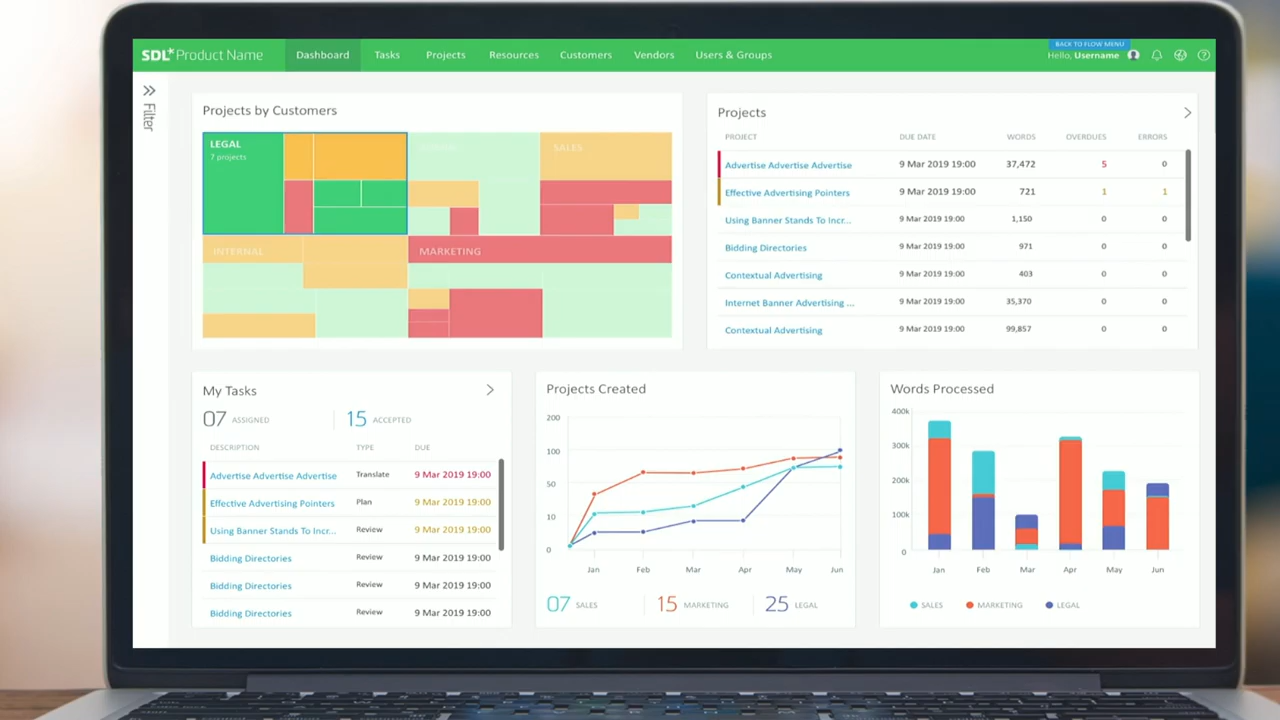 SDL* Product Name
Dashboard
Tasks
Projects
Resources
Customers
Vendors
Users & Groups
BACK TO FLOW MENU
Hello, Username
Filter
Projects by Customers
LEGAL
7 projects
SALES
INTERNAL
MARKETING
Projects
PROJECT DUE DATE WORDS OVERDUES ERRORS
Advertise Advertise Advertise 9 Mar 2019 19:00 37,472 5 0
Effective Advertising Pointers 9 Mar 2019 19:00 721 1 1
Using Banner Stands To Incr... 9 Mar 2019 19:00 1,150 0 0
Bidding Directories 9 Mar 2019 19:00 971 0 0
Contextual Advertising 9 Mar 2019 19:00 403 0 0
Internet Banner Advertising ... 9 Mar 2019 19:00 35,370 0 0
Contextual Advertising 9 Mar 2019 19:00 99,857 0 0
My Tasks
07 ASSIGNED 15 ACCEPTED
DESCRIPTION TYPE DUE
Advertise Advertise Advertise Translate 9 Mar 2019 19:00
Effective Advertising Pointers Plan 9 Mar 2019 19:00
Using Banner Stands To Incr... Review 9 Mar 2019 19:00
Bidding Directories Review 9 Mar 2019 19:00
Bidding Directories Review 9 Mar 2019 19:00
Bidding Directories Review 9 Mar 2019 19:00
Projects Created
200
100
50
10
0
Jan Feb Mar Apr May Jun
07 SALES 15 MARKETING 25 LEGAL
Words Processed
400k
300k
200k
100k
0
Jan Feb Mar Apr May Jun
SALES MARKETING LEGAL